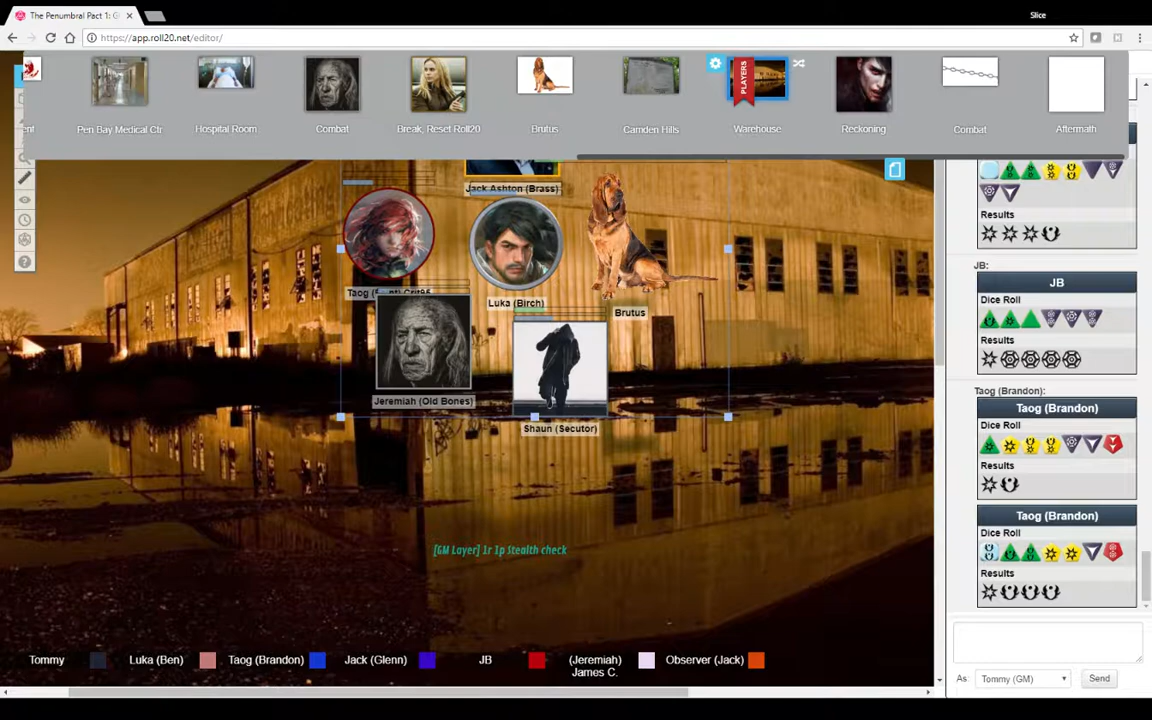 The Penumbral Pact 1: G
Slice
https://app.roll20.net/editor/
PLAYERS
ent
Pen Bay Medical Ctr
Hospital Room
Combat
Break, Reset Roll20
Brutus
Camden Hills
Warehouse
Reckoning
Combat
Aftermath
Jack Ashton (Brass)
Luka (Birch)
Brutus
Jeremiah (Old Bones)
Shaun (Secutor)
[GM Layer] 1r 1p Stealth check
Tommy
Luka (Ben)
Taog (Brandon)
Jack (Glenn)
JB
(Jeremiah)
James C.
Observer (Jack)
Results
JB:
JB
Dice Roll
Results
Taog (Brandon):
Taog (Brandon)
Dice Roll
Results
Taog (Brandon)
Dice Roll
Results
As:
Tommy (GM)
Send